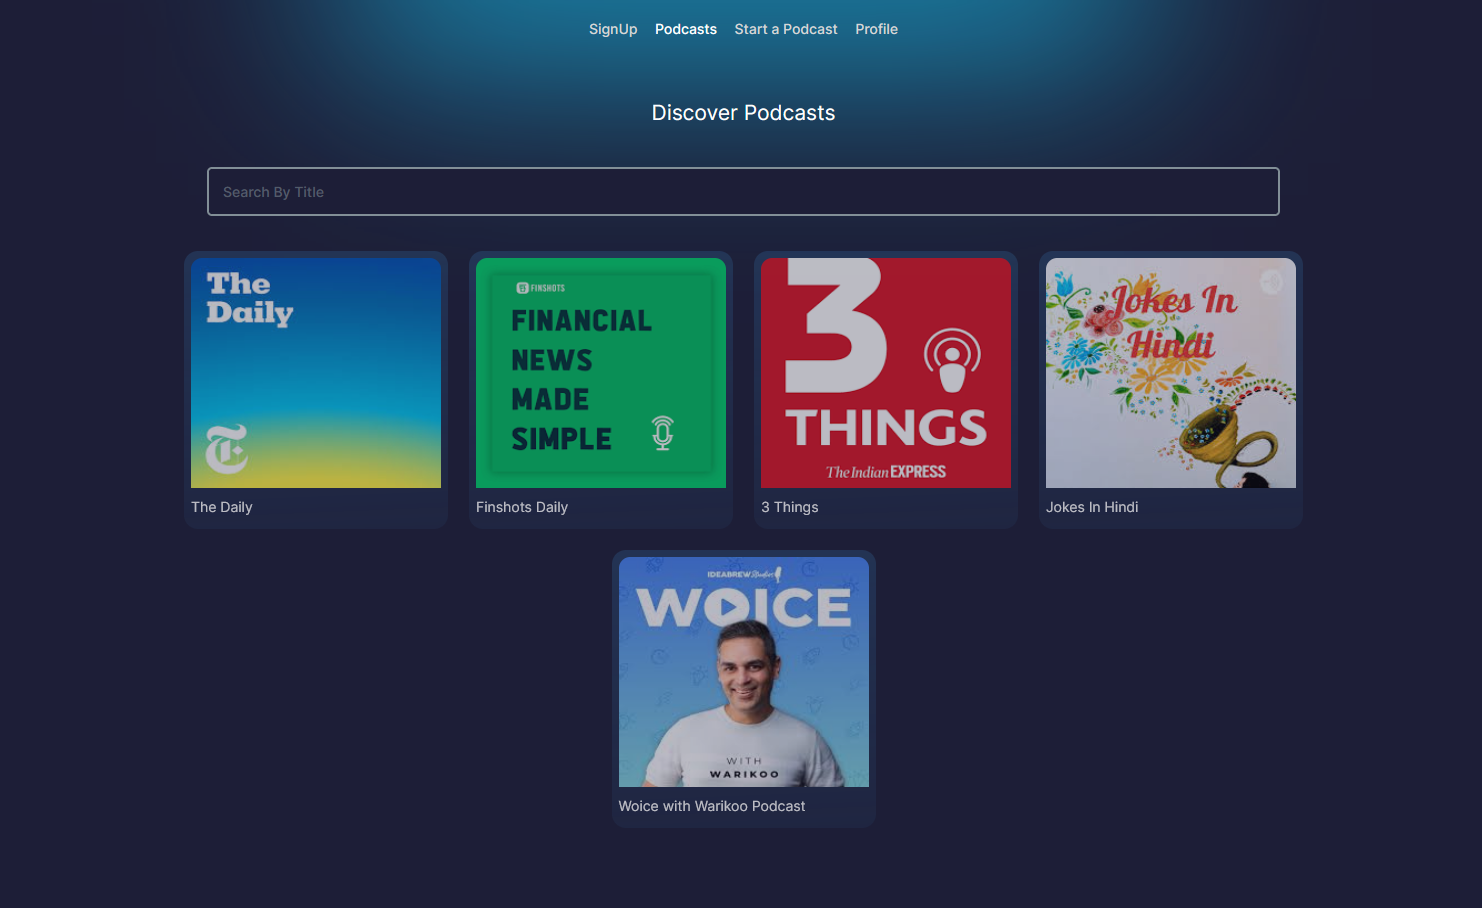 SignUp Podcasts Start a Podcast Profile
Discover Podcasts
Search By Title
The
Daily
The Daily
FINSHOTS
FINANCIAL
NEWS
MADE
SIMPLE
Finshots Daily
3
THINGS
The Indian EXPRESS
3 Things
Jokes In
Hindi
Jokes In Hindi
IDEABREW Studios
WOICE
WITH
WARIKOO
Woice with Warikoo Podcast